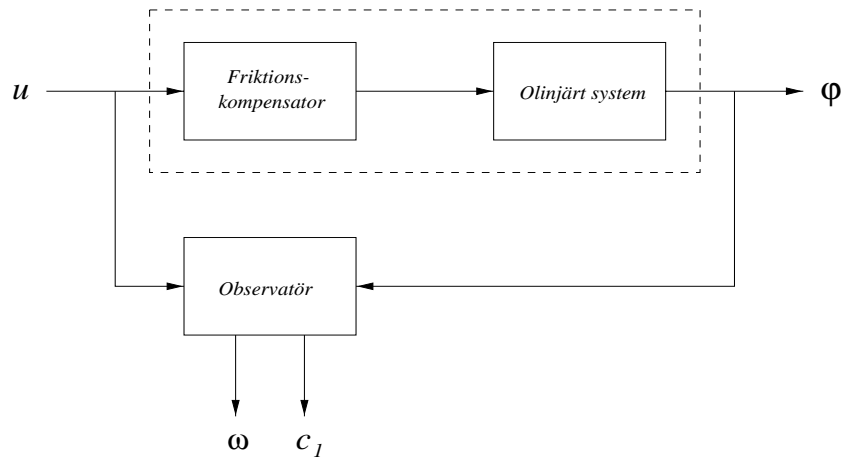 Friktions-
kompensator
Olinjärt system
u
φ
Observatör
ω
c1